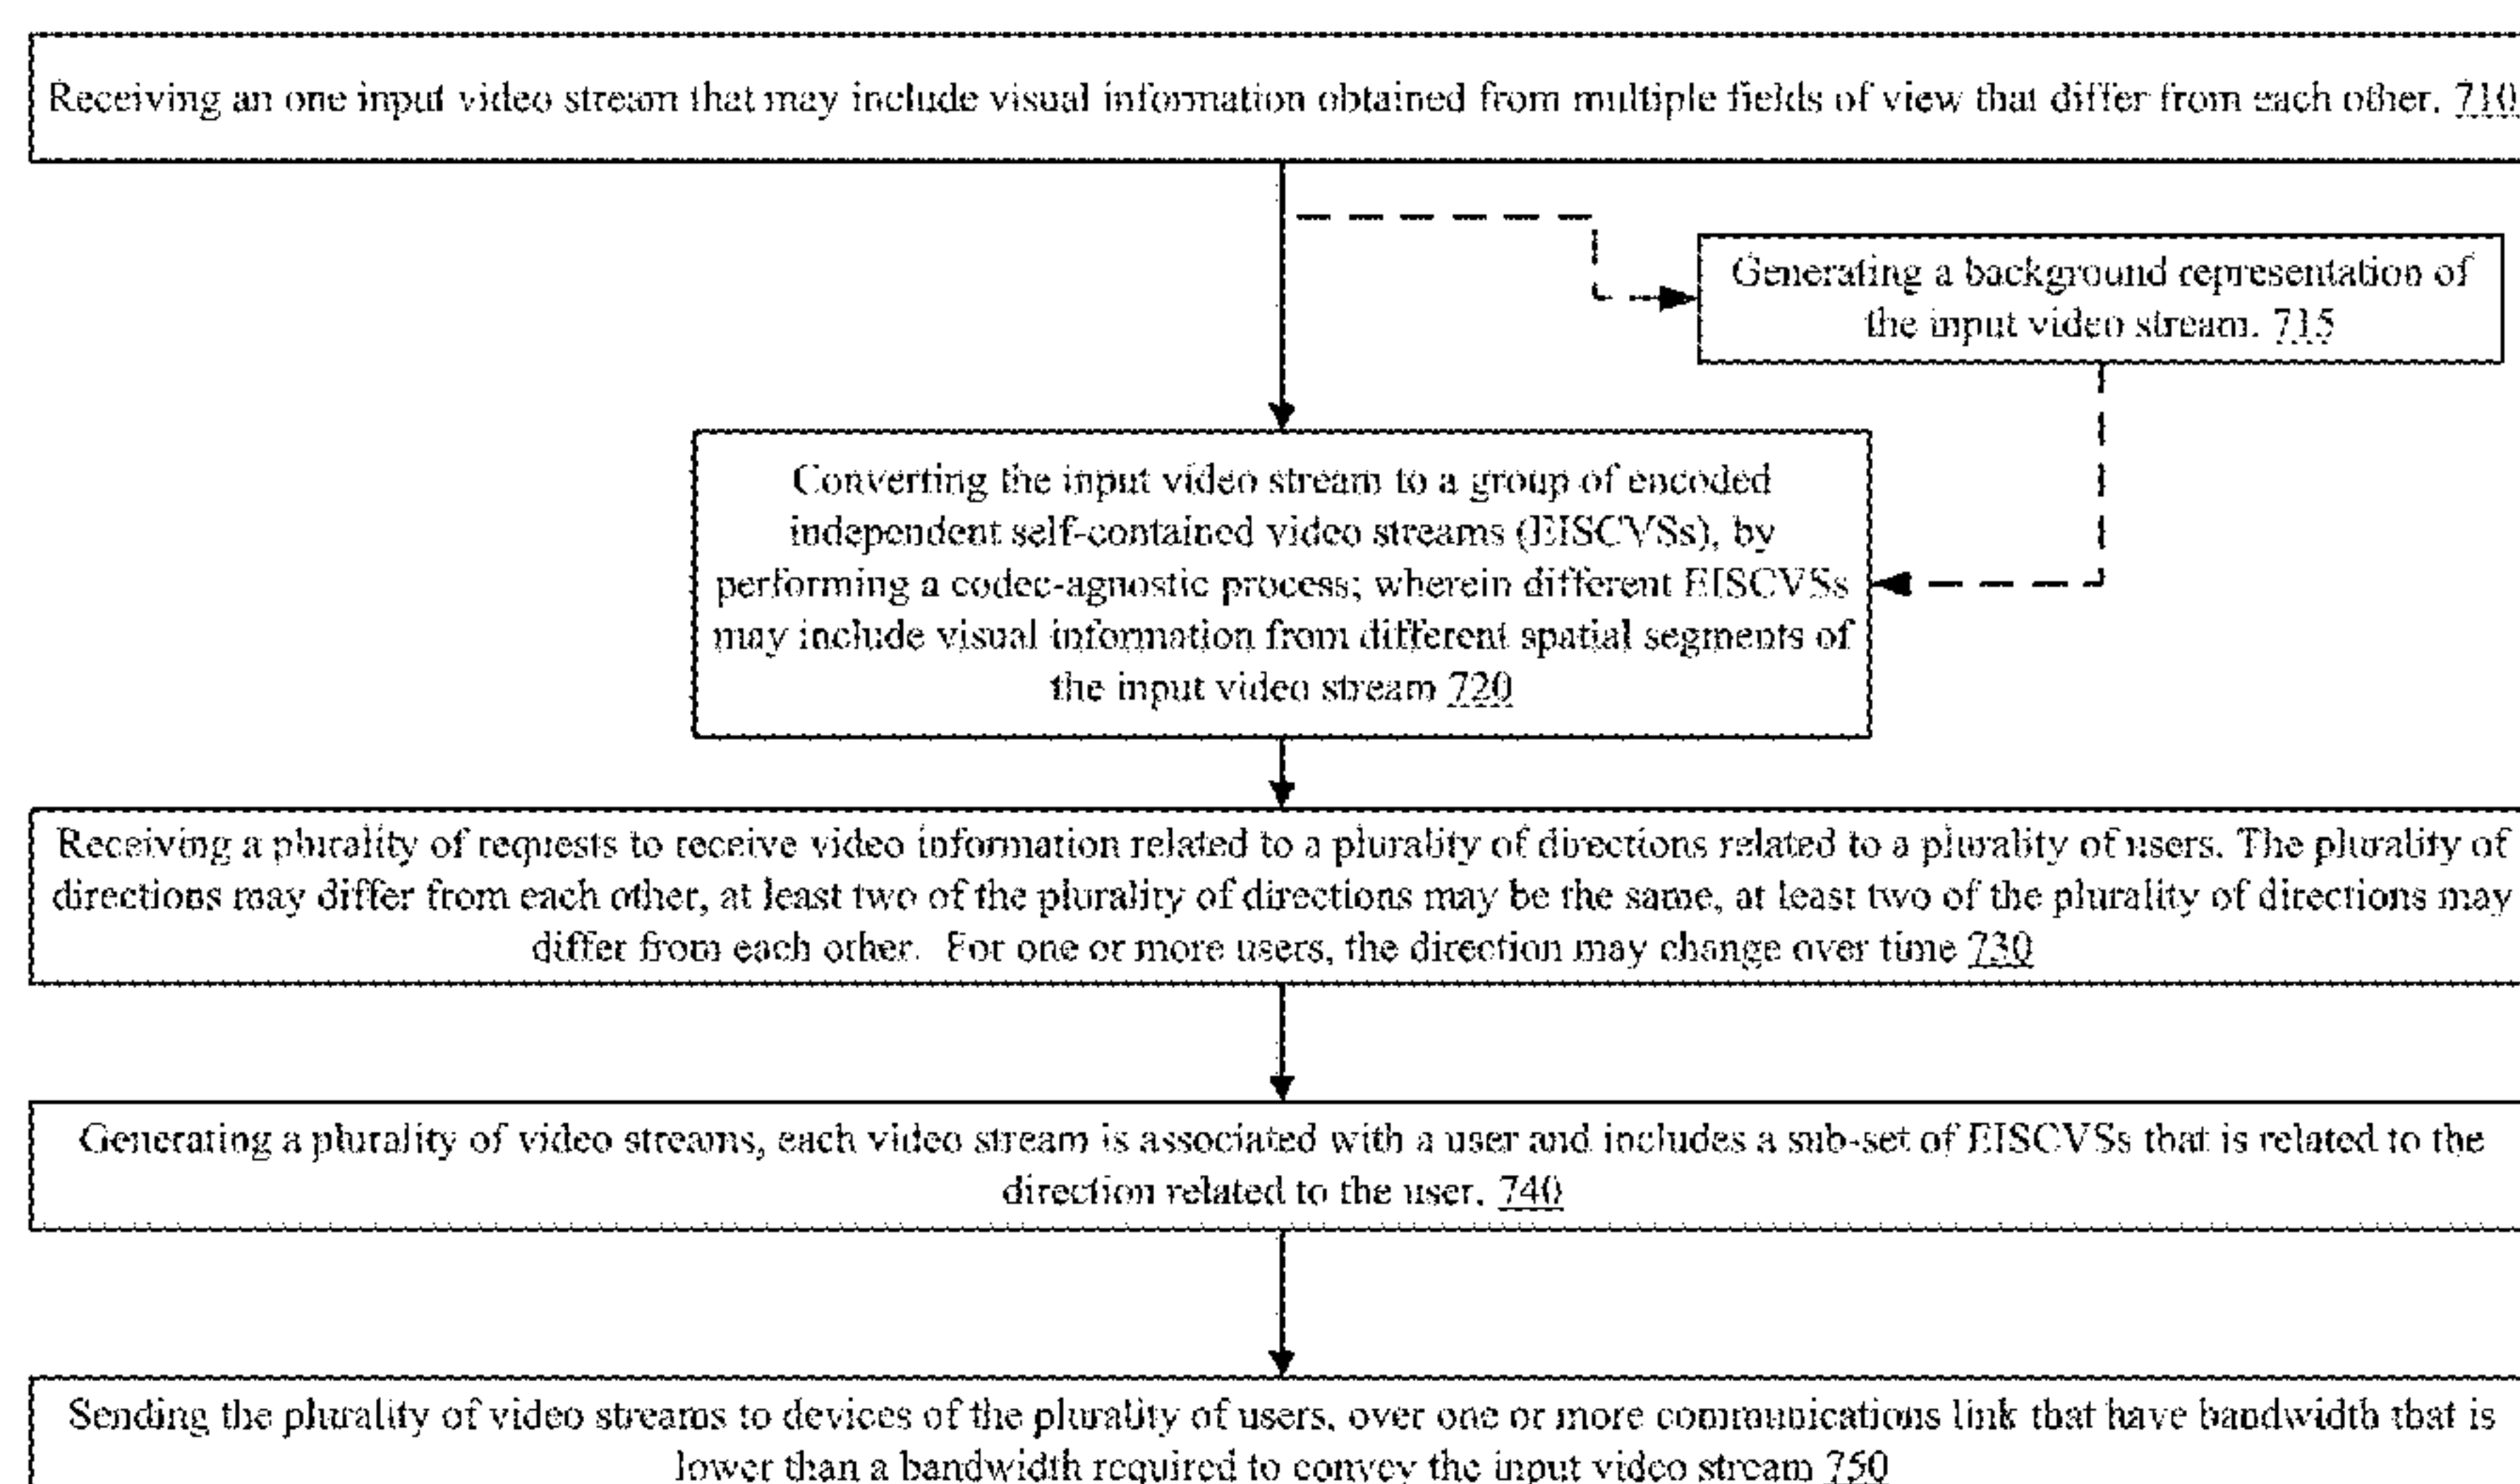 Receiving an one input video stream that may include visual information obtained from multiple fields of view that differ from each other. 710
Generating a background representation of
the input video stream. 715
Converting the input video stream to a group of encoded
independent self-contained video streams (EISCVSs), by
performing a codec-agnostic process; wherein different EISCVSs
may include visual information from different spatial segments of
the input video stream 720
Receiving a plurality of requests to receive video information related to a plurality of directions related to a plurality of users. The plurality of
directions may differ from each other, at least two of the plurality of directions may be the same, at least two of the plurality of directions may
differ from each other.  For one or more users, the direction may change over time 730
Generating a plurality of video streams, each video stream is associated with a user and includes a sub-set of EISCVSs that is related to the
direction related to the user. 740
Sending the plurality of video streams to devices of the plurality of users, over one or more communications link that have bandwidth that is
lower than a bandwidth required to convey the input video stream 750